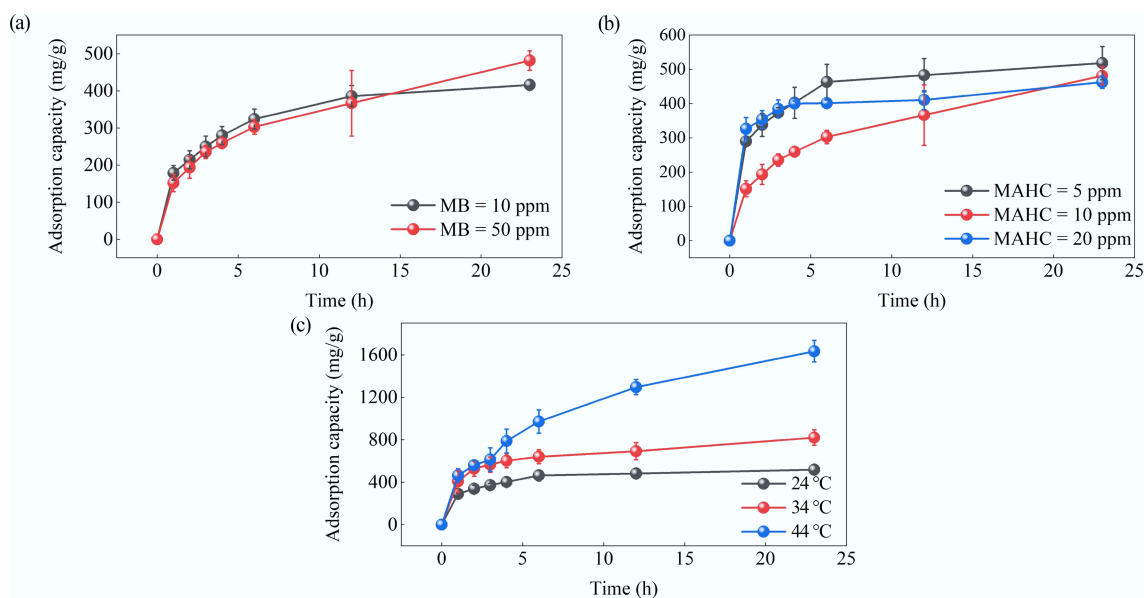 (a)
Adsorption capacity (mg/g)
500
400
300
200
100
0
MB = 10 ppm
MB = 50 ppm
0 5 10 15 20 25
Time (h)
(b)
Adsorption capacity (mg/g)
600
500
400
300
200
100
0
MAHC = 5 ppm
MAHC = 10 ppm
MAHC = 20 ppm
0 5 10 15 20 25
Time (h)
(c)
Adsorption capacity (mg/g)
1600
1200
800
400
0
24 °C
34 °C
44 °C
0 5 10 15 20 25
Time (h)